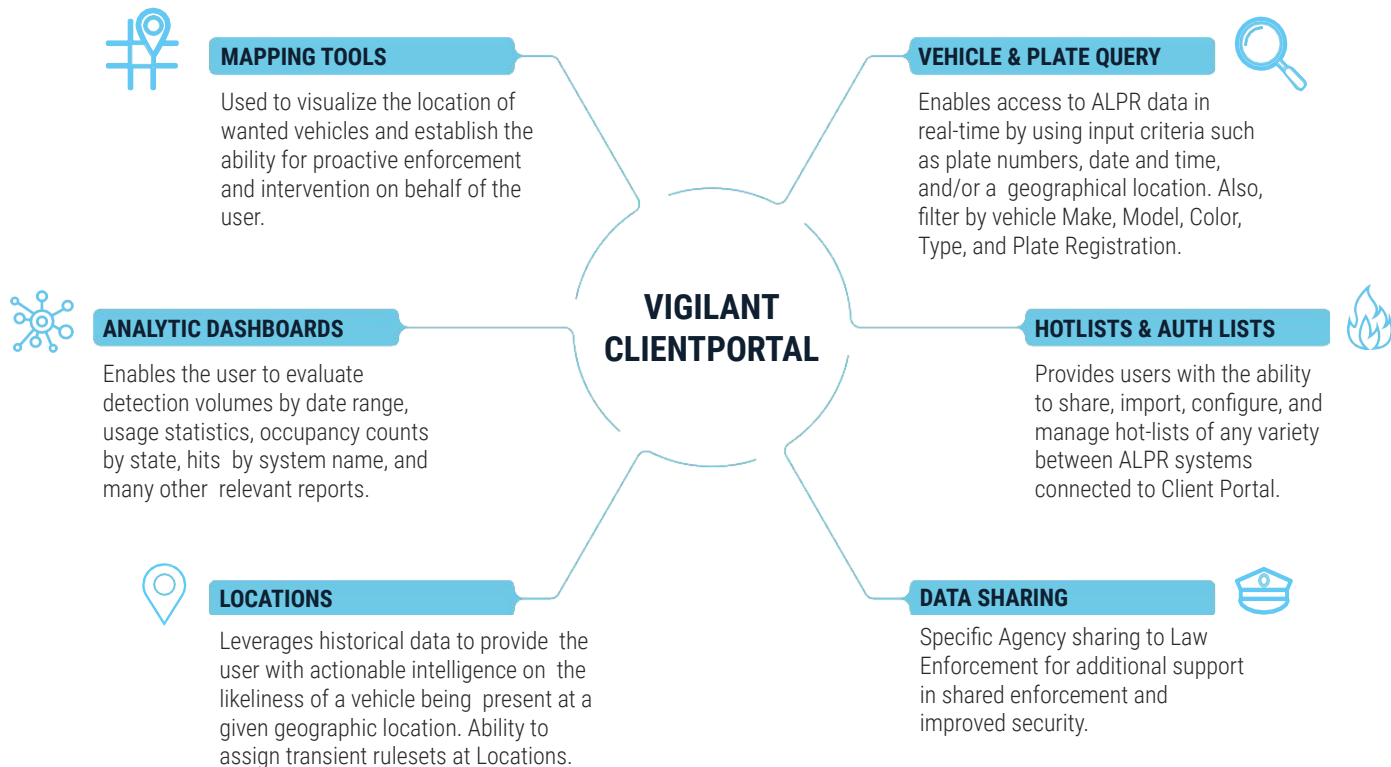 MAPPING TOOLS
Used to visualize the location of
wanted vehicles and establish the
ability for proactive enforcement
and intervention on behalf of the
user.
VEHICLE & PLATE QUERY
Enables access to ALPR data in
real-time by using input criteria such
as plate numbers, date and time,
and/or a geographical location. Also,
filter by vehicle Make, Model, Color,
Type, and Plate Registration.
VIGILANT
CLIENTPORTAL
ANALYTIC DASHBOARDS
Enables the user to evaluate
detection volumes by date range,
usage statistics, occupancy counts
by state, hits by system name, and
many other relevant reports.
HOTLISTS & AUTH LISTS
Provides users with the ability
to share, import, configure, and
manage hot-lists of any variety
between ALPR systems
connected to Client Portal.
LOCATIONS
Leverages historical data to provide the
user with actionable intelligence on the
likeliness of a vehicle being present at a
given geographic location. Ability to
assign transient rulesets at Locations.
DATA SHARING
Specific Agency sharing to Law
Enforcement for additional support
in shared enforcement and
improved security.